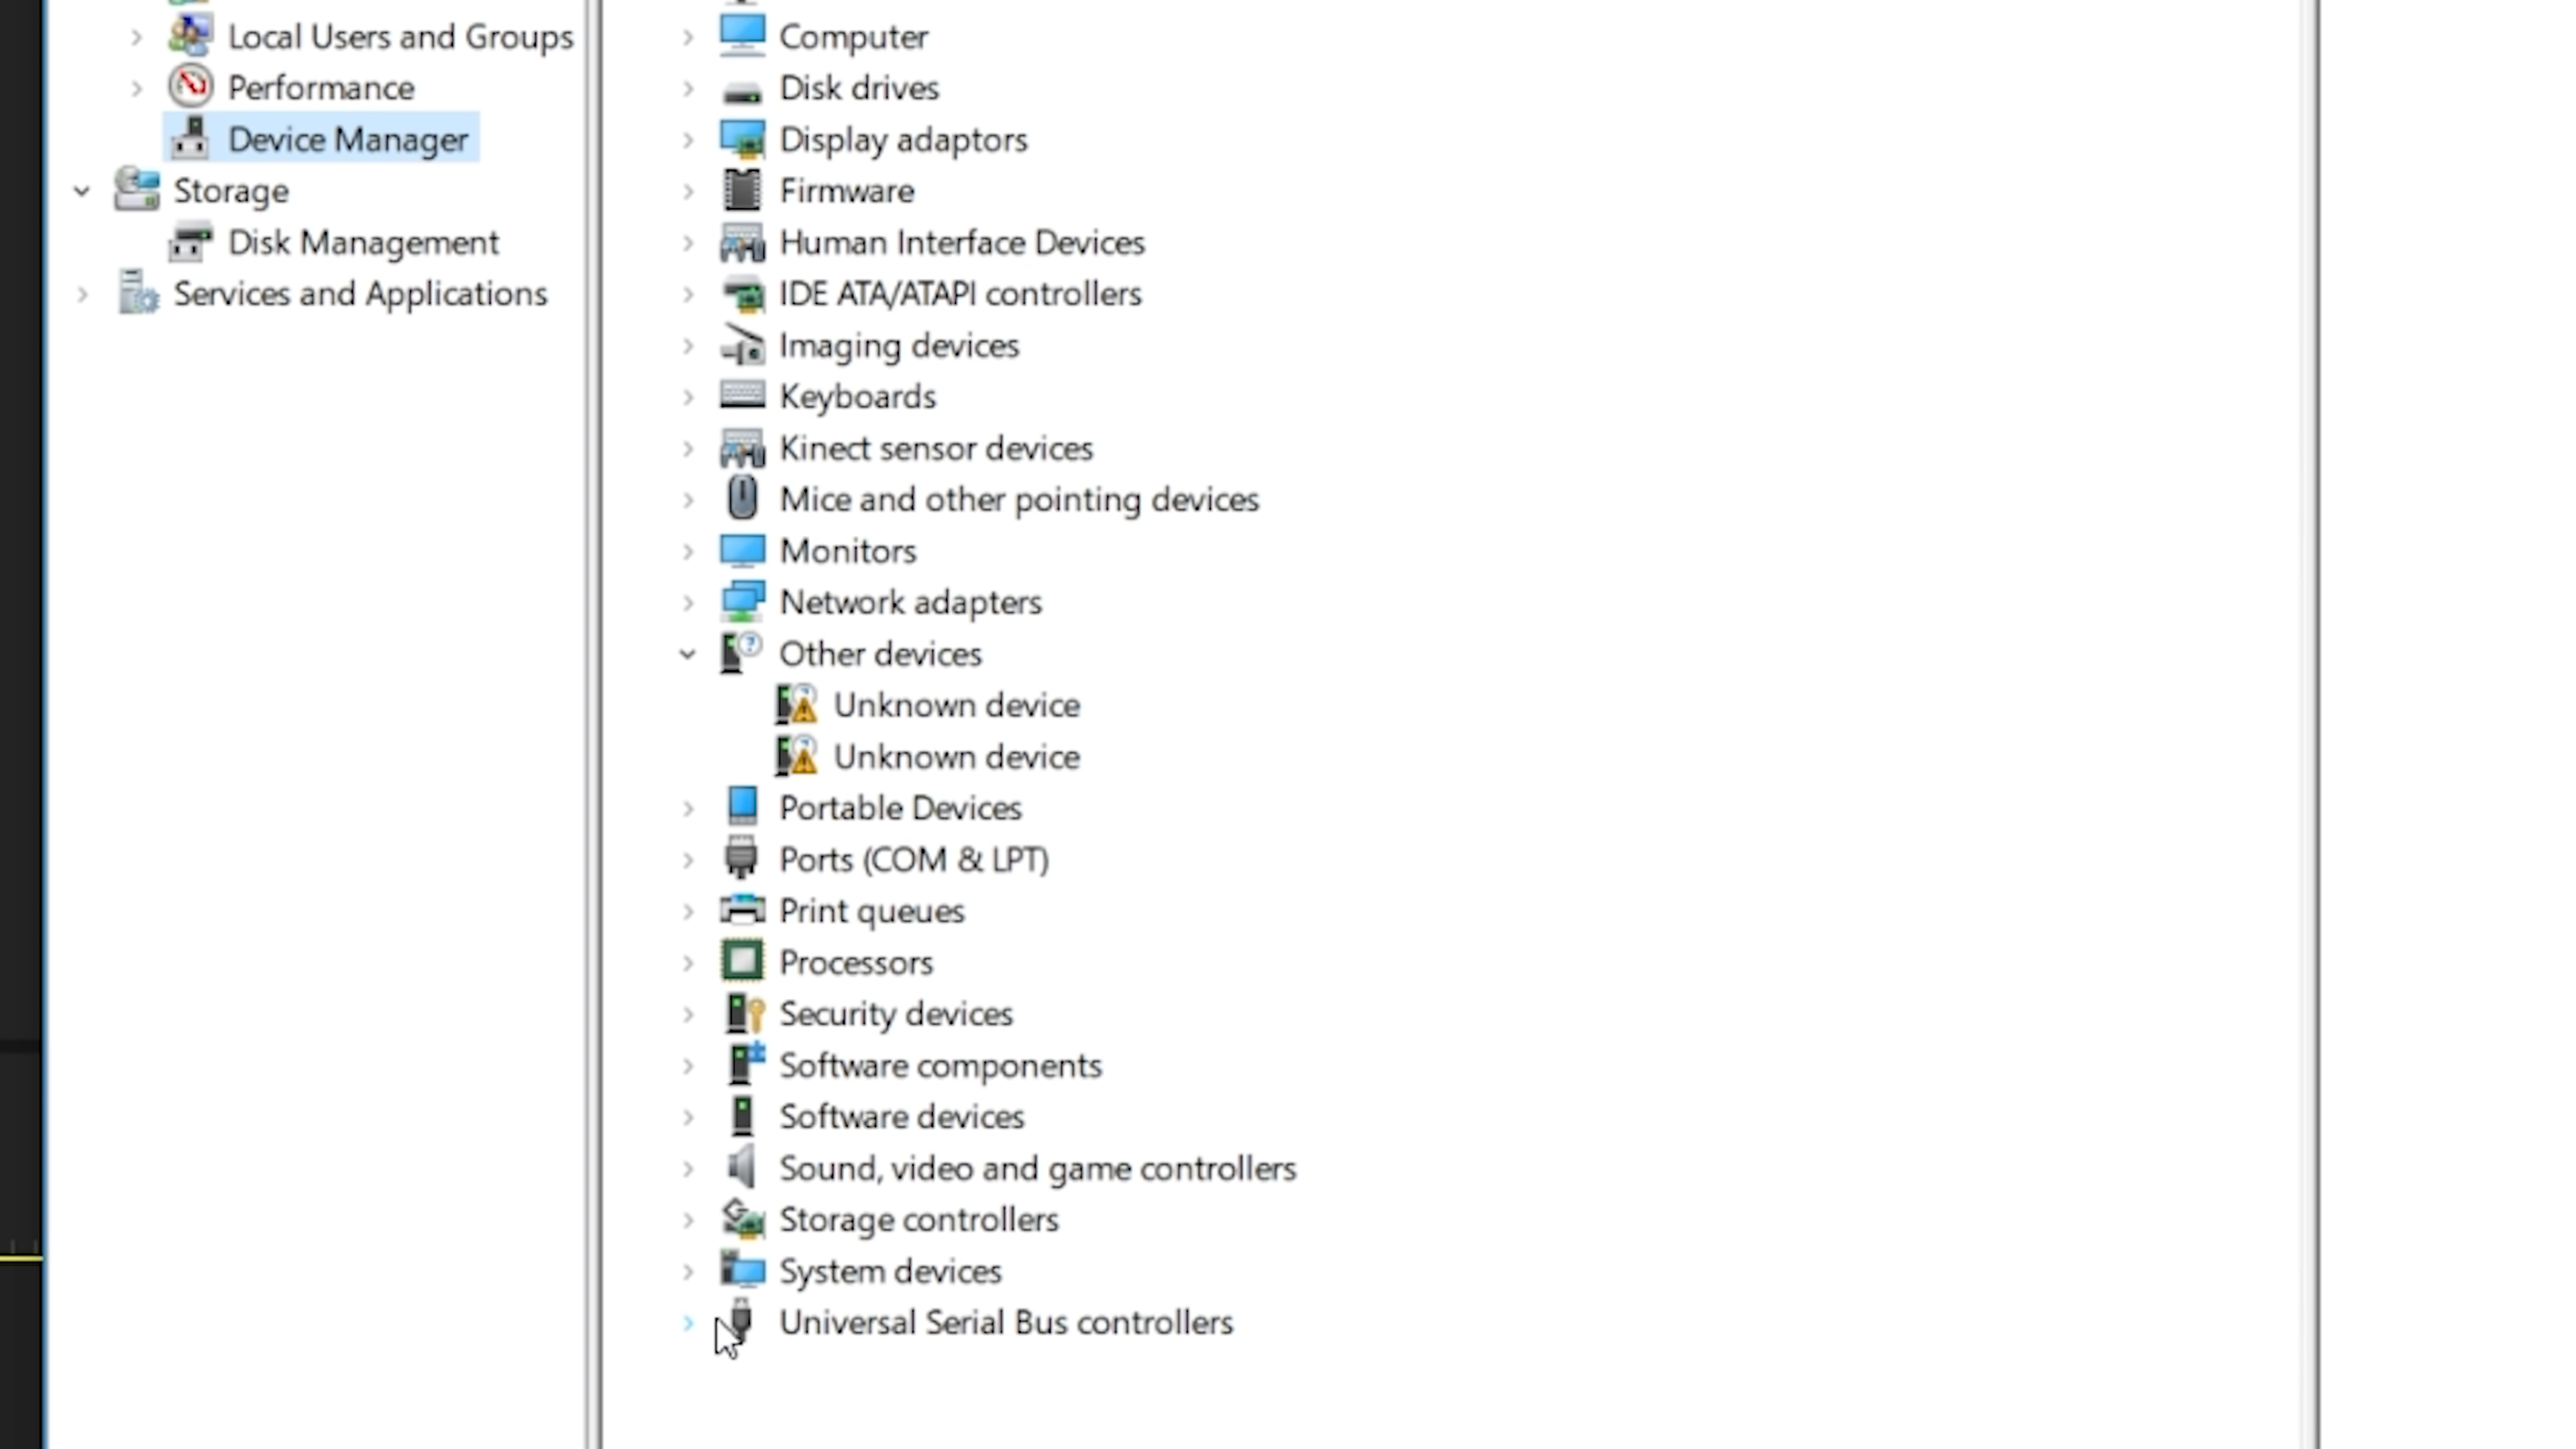 Local Users and Groups
Performance
Device Manager
Storage
Disk Management
Services and Applications
Computer
Disk drives
Display adaptors
Firmware
Human Interface Devices
IDE ATA/ATAPI controllers
Imaging devices
Keyboards
Kinect sensor devices
Mice and other pointing devices
Monitors
Network adapters
Other devices
Unknown device
Unknown device
Portable Devices
Ports (COM & LPT)
Print queues
Processors
Security devices
Software components
Software devices
Sound, video and game controllers
Storage controllers
System devices
Universal Serial Bus controllers